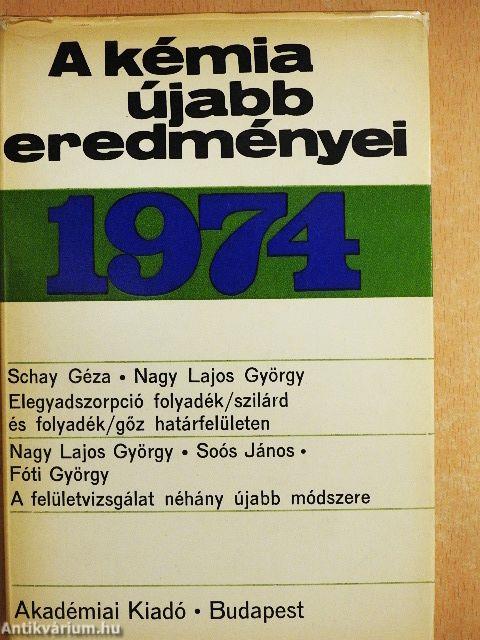 A kémia
újabb
eredményei
1974
Schay Géza • Nagy Lajos György
Elegyadszorpció folyadék/szilárd
és folyadék/gőz határfelületen
Nagy Lajos György • Soós János •
Fóti György
A felületvizsgálat néhány újabb módszere
Akadémiai Kiadó • Budapest
Antikvárium.hu